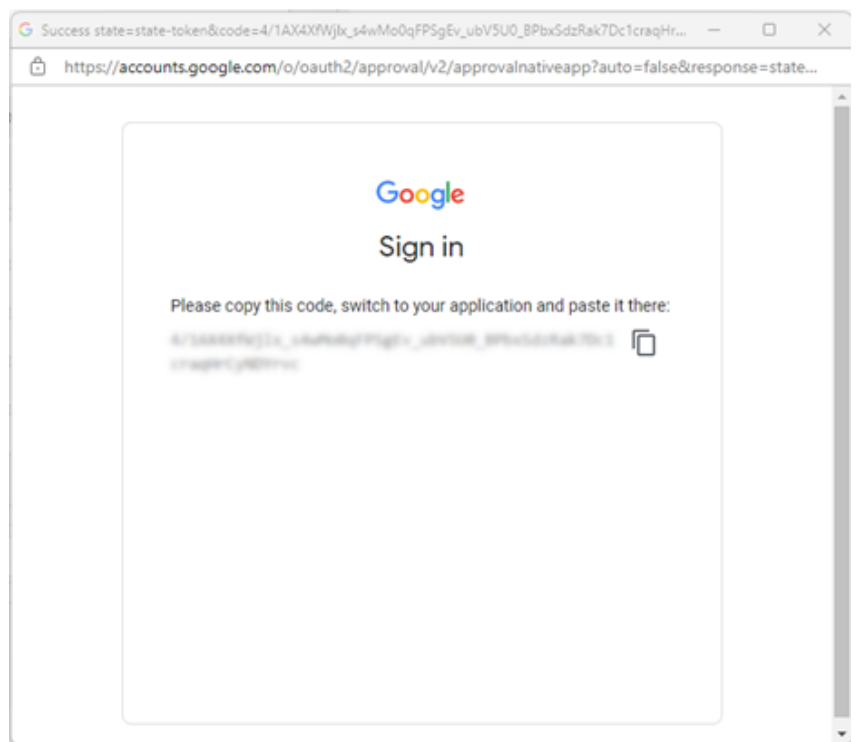 Success state=state-token&code=4/1AX4XfWjlx_s4wMo0qFPSgEv_ubV5U0_BPbxSdzRak7Dc1craqHr...
https://accounts.google.com/o/oauth2/approval/v2/approvalnativeapp?auto=false&response=state...
Google
Sign in
Please copy this code, switch to your application and paste it there: